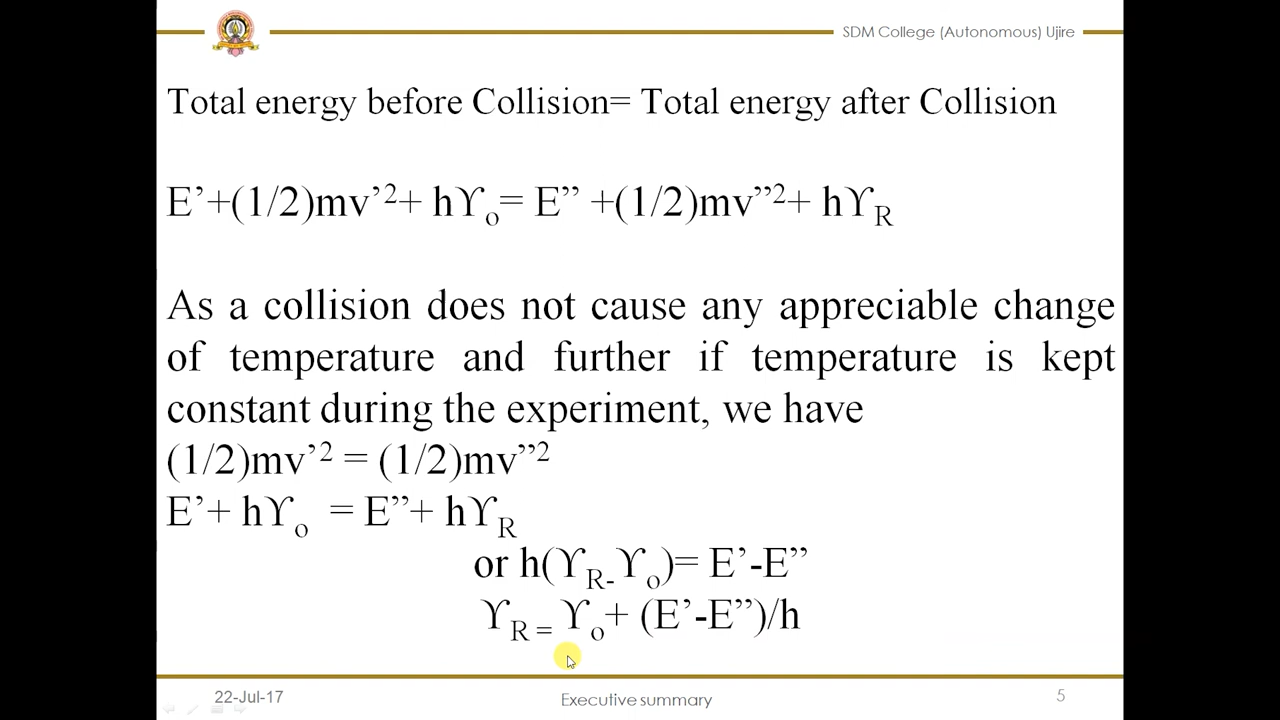 SDM College (Autonomous) Ujire
Total energy before Collision= Total energy after Collision
E’+(1/2)mv’²+ hϒₒ= E” +(1/2)mv”²+ hϒR
As a collision does not cause any appreciable change
of temperature and further if temperature is kept
constant during the experiment, we have
(1/2)mv’² = (1/2)mv”²
E’+ hϒₒ = E”+ hϒR
or h(ϒR-ϒₒ)= E’-E”
ϒR = ϒₒ+ (E’-E”)/h
22-Jul-17
Executive summary
5